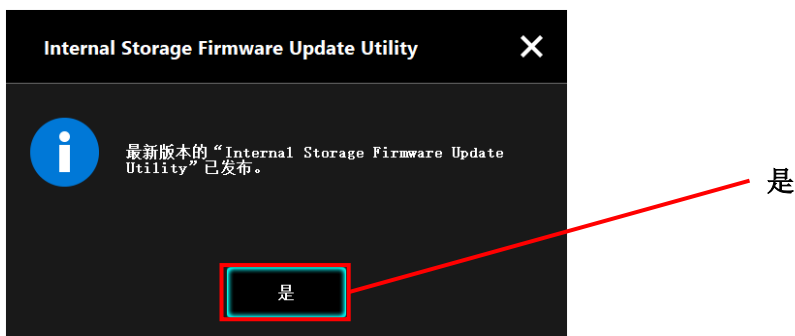 Internal Storage Firmware Update Utility
最新版本的“Internal Storage Firmware Update
Utility”已发布。
是
是